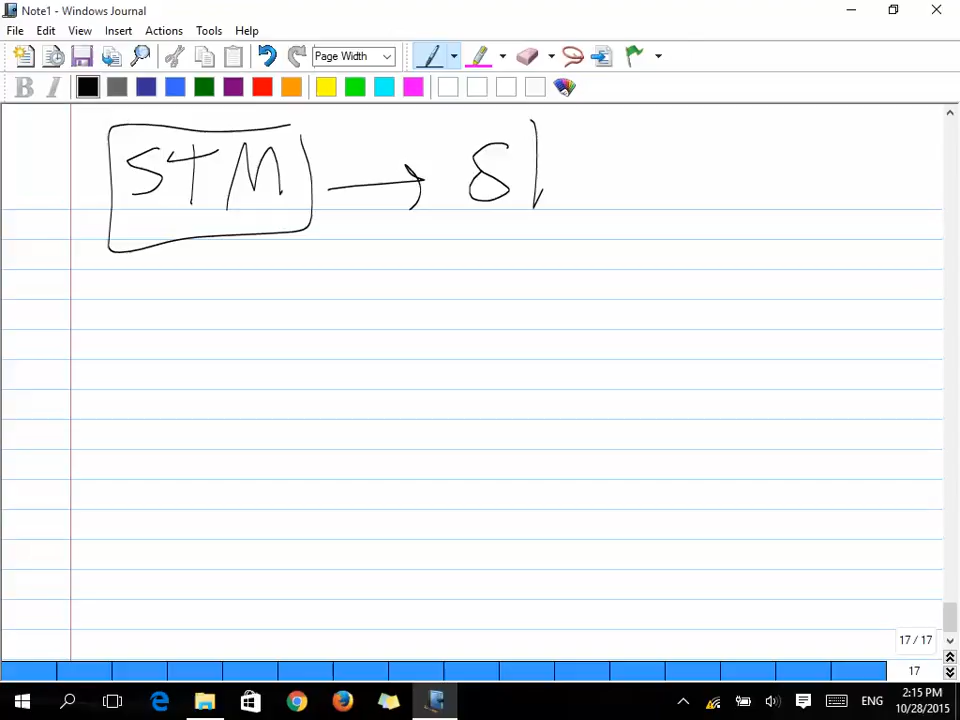 Note1 - Windows Journal
File Edit View Insert Actions Tools Help
Page Width
B I
STM → δ↓
17 / 17
17
2:15 PM
ENG
10/28/2015